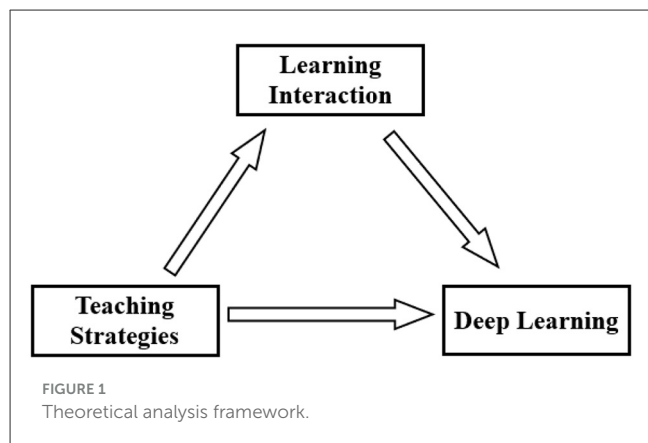 Learning
Interaction
Teaching
Strategies
Deep Learning
FIGURE 1
Theoretical analysis framework.